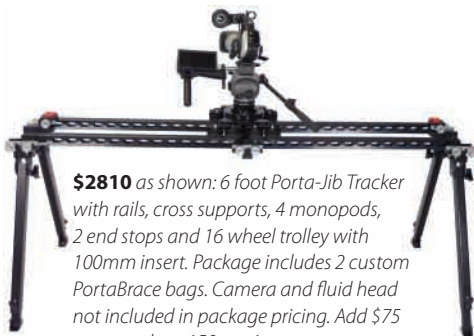 $2810 as shown: 6 foot Porta-Jib Tracker
with rails, cross supports, 4 monopods,
2 end stops and 16 wheel trolley with
100mm insert. Package includes 2 custom
PortaBrace bags. Camera and fluid head
not included in package pricing. Add $75